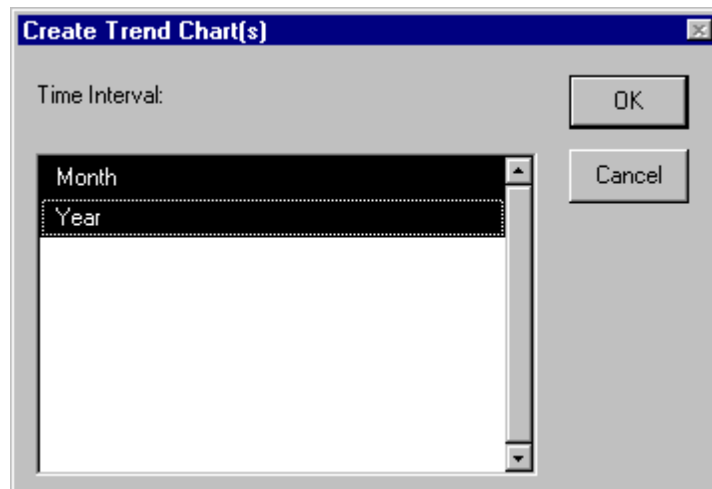 Create Trend Chart(s)
Time Interval:
OK
Month
Cancel
Year